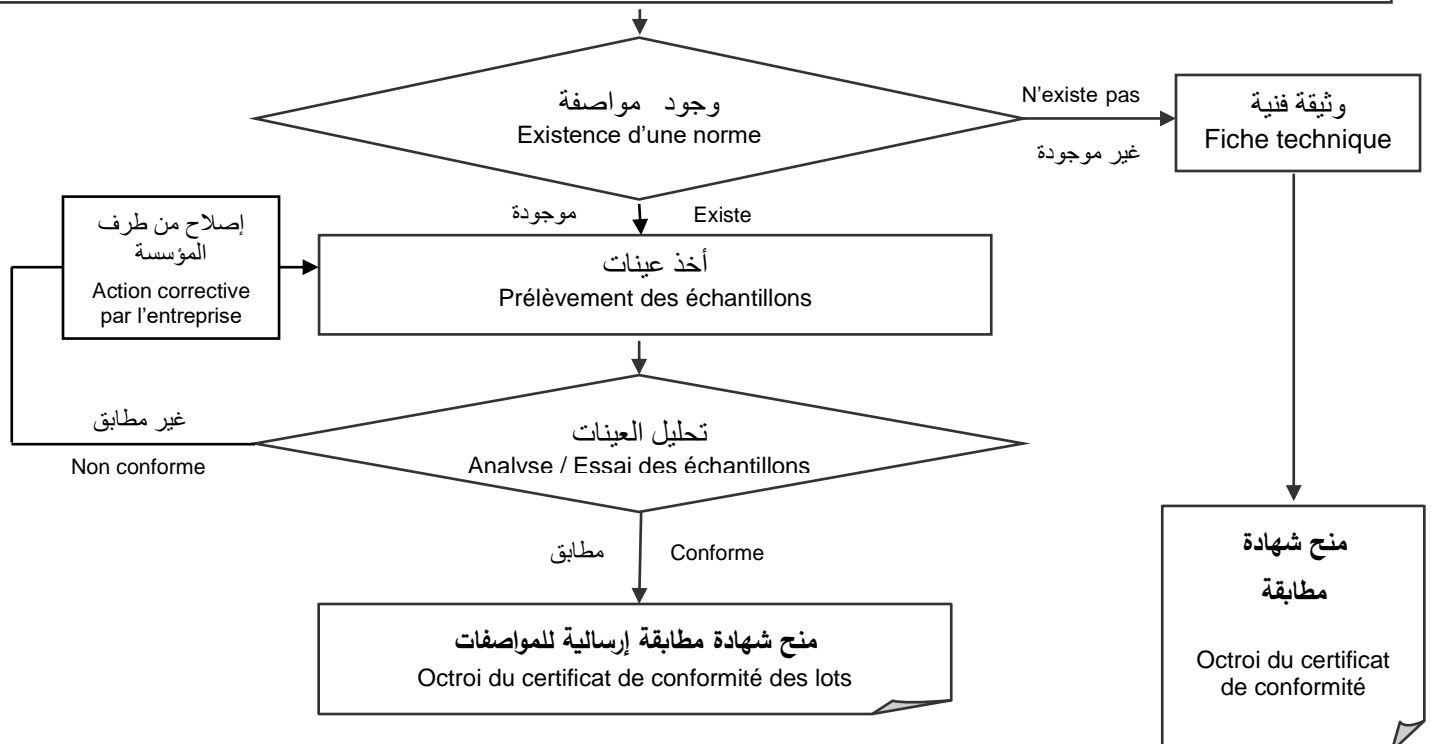 وجود مواصفة
Existence d'une norme
N'existe pas
غير موجودة
وثيقة فنية
Fiche technique
موجودة
Existe
إصلاح من طرف
المؤسسة
Action corrective
par l'entreprise
أخذ عينات
Prélèvement des échantillons
غير مطابق
Non conforme
تحليل العينات
Analyse / Essai des échantillons
مطابق
Conforme
منح شهادة مطابقة إرسالية للمواصفات
Octroi du certificat de conformité des lots
منح شهادة
مطابقة
Octroi du certificat
de conformité